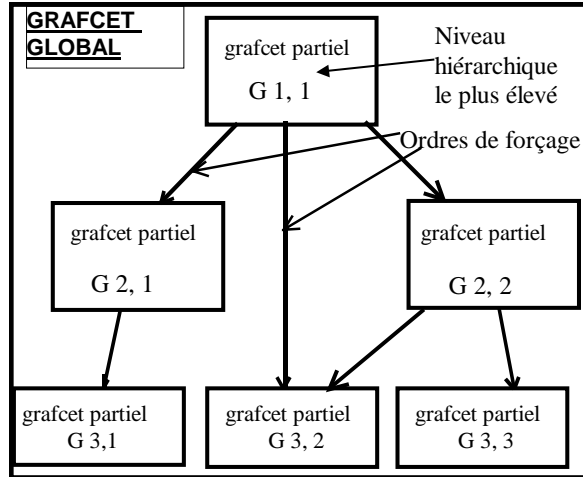 GRAFCET
GLOBAL
grafcet partiel
G 1, 1
Niveau
hiérarchique
le plus élevé
Ordres de forçage
grafcet partiel
G 2, 1
grafcet partiel
G 2, 2
grafcet partiel
G 3,1
grafcet partiel
G 3, 2
grafcet partiel
G 3, 3